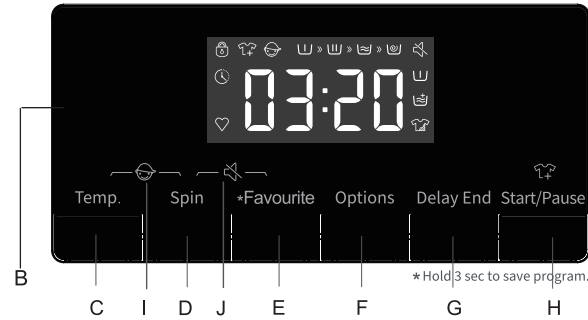 03:20
Temp. Spin *Favourite Options Delay End Start/Pause
B
*Hold 3 sec to save program.
C I D J E F G H